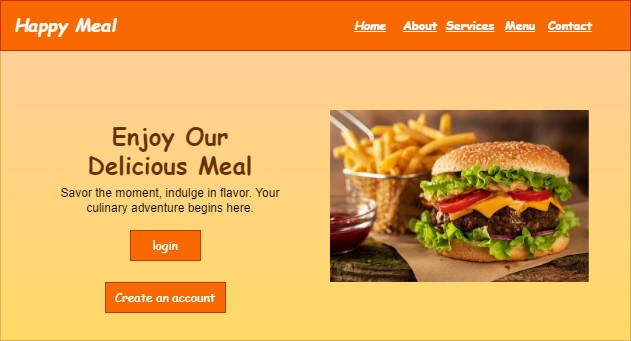 Happy Meal
Home About Services Menu Contact
Enjoy Our
Delicious Meal
Savor the moment, indulge in flavor. Your
culinary adventure begins here.
login
Create an account